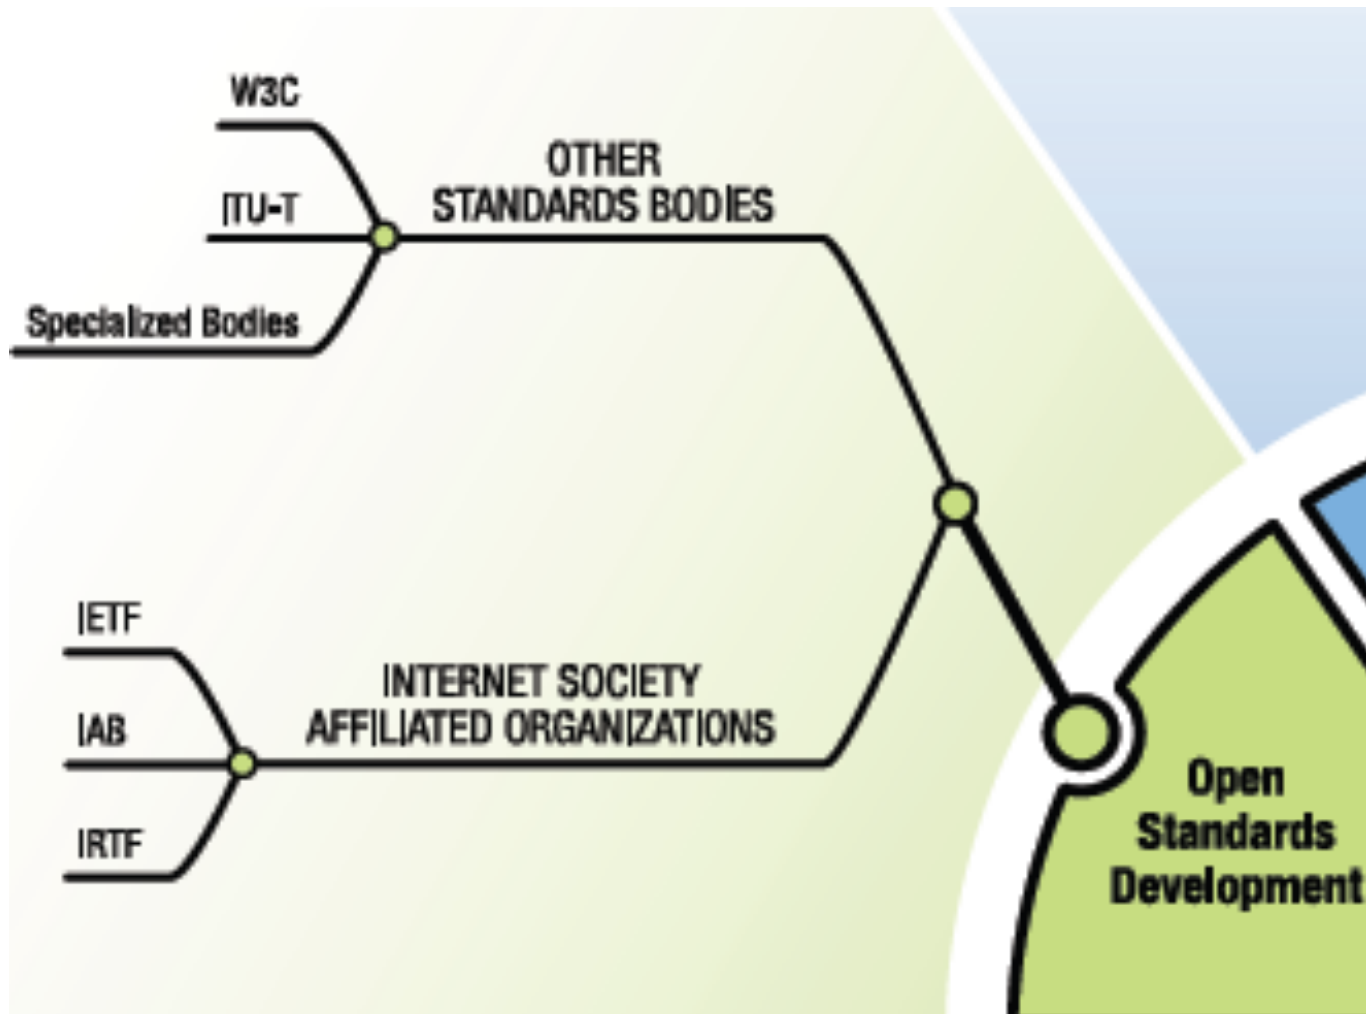 W3C
OTHER
STANDARDS BODIES
ITU-T
Specialized Bodies
IETF
INTERNET SOCIETY
AFFILIATED ORGANIZATIONS
IAB
IRTF
Open
Standards
Development